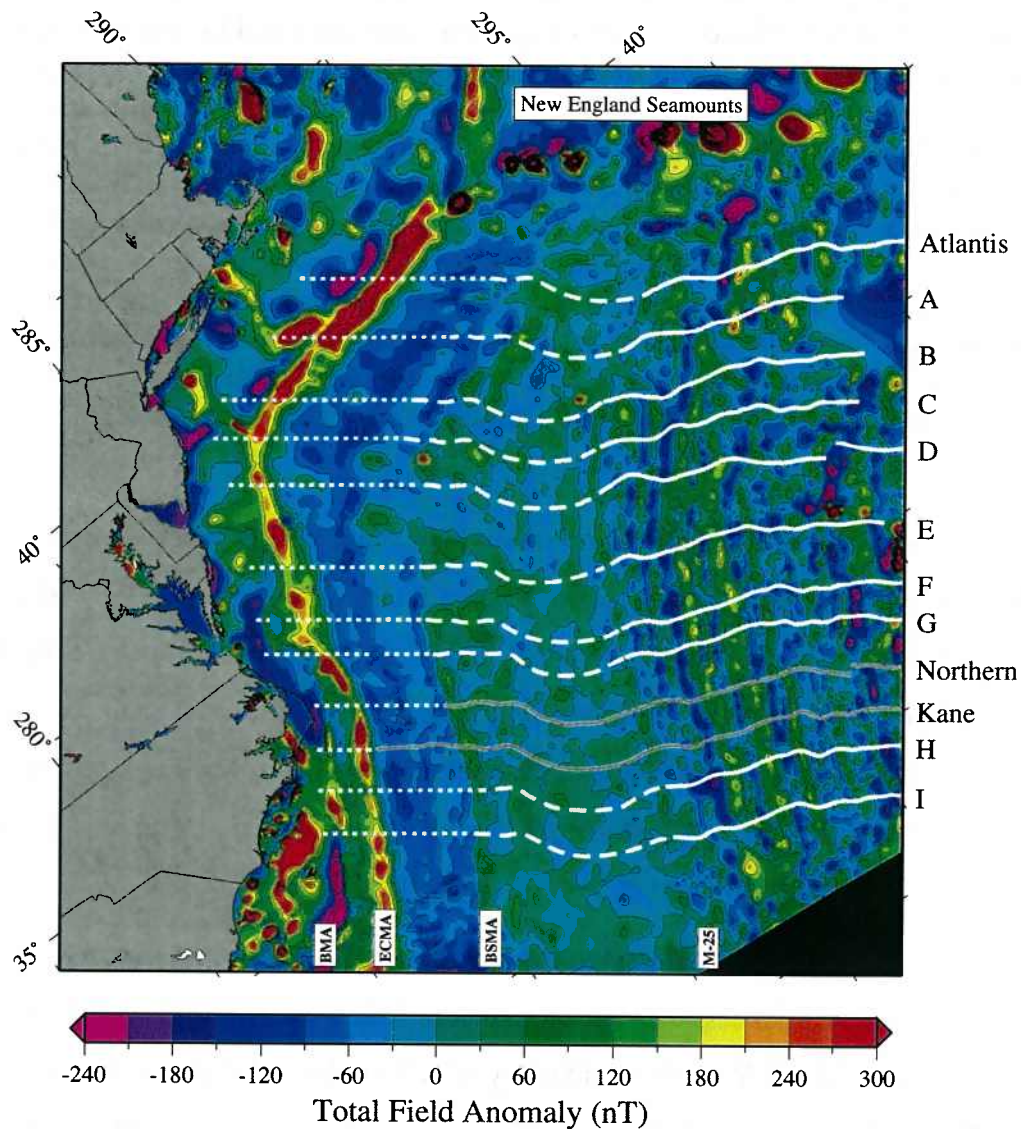 290°
295°
40°
New England Seamounts
Atlantis
A
285°
B
C
D
E
40°
F
G
Northern
Kane
280°
H
I
35°
BMA
ECMA
BSMA
M-25
-240 -180 -120 -60 0 60 120 180 240 300
Total Field Anomaly (nT)